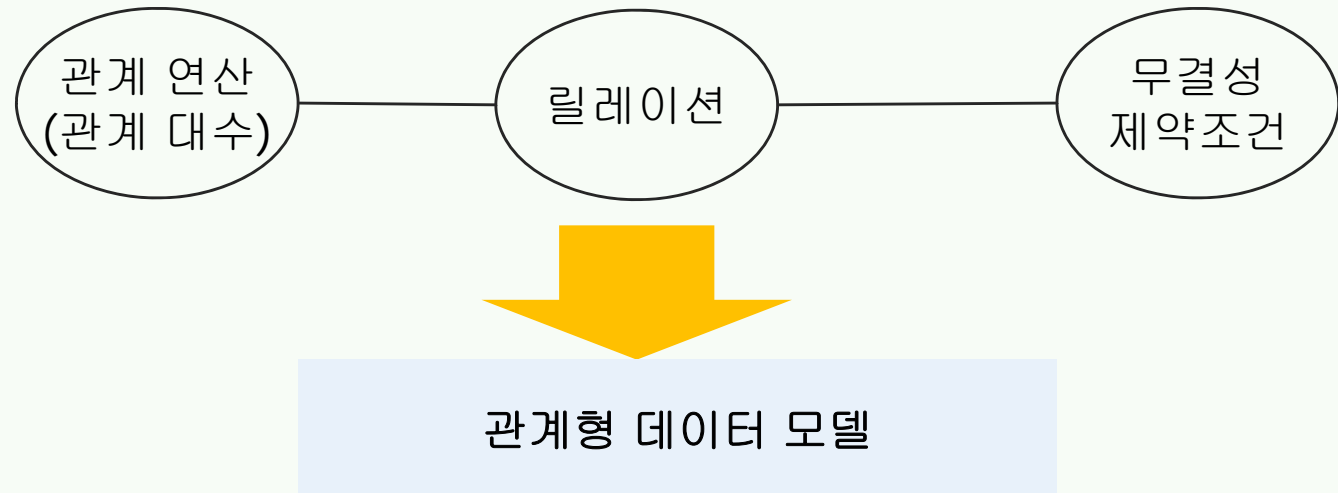 관계 연산
(관계 대수)
릴레이션
무결성
제약조건
관계형 데이터 모델